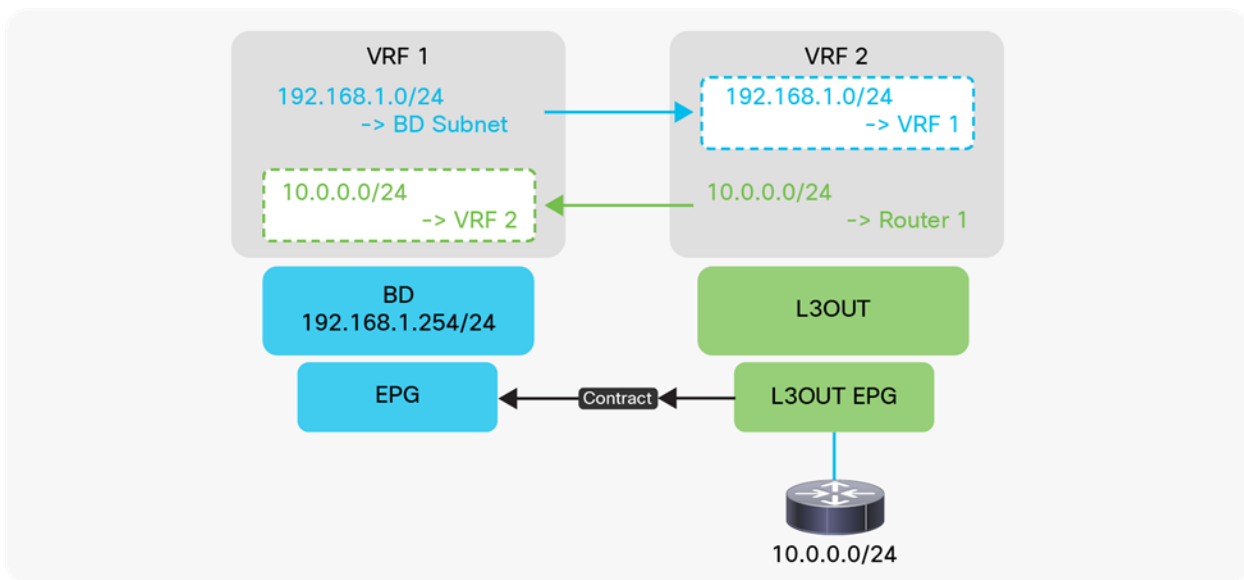 VRF 1
192.168.1.0/24
-> BD Subnet
10.0.0.0/24
-> VRF 2
VRF 2
192.168.1.0/24
-> VRF 1
10.0.0.0/24
-> Router 1
BD
192.168.1.254/24
L3OUT
EPG
Contract
L3OUT EPG
10.0.0.0/24